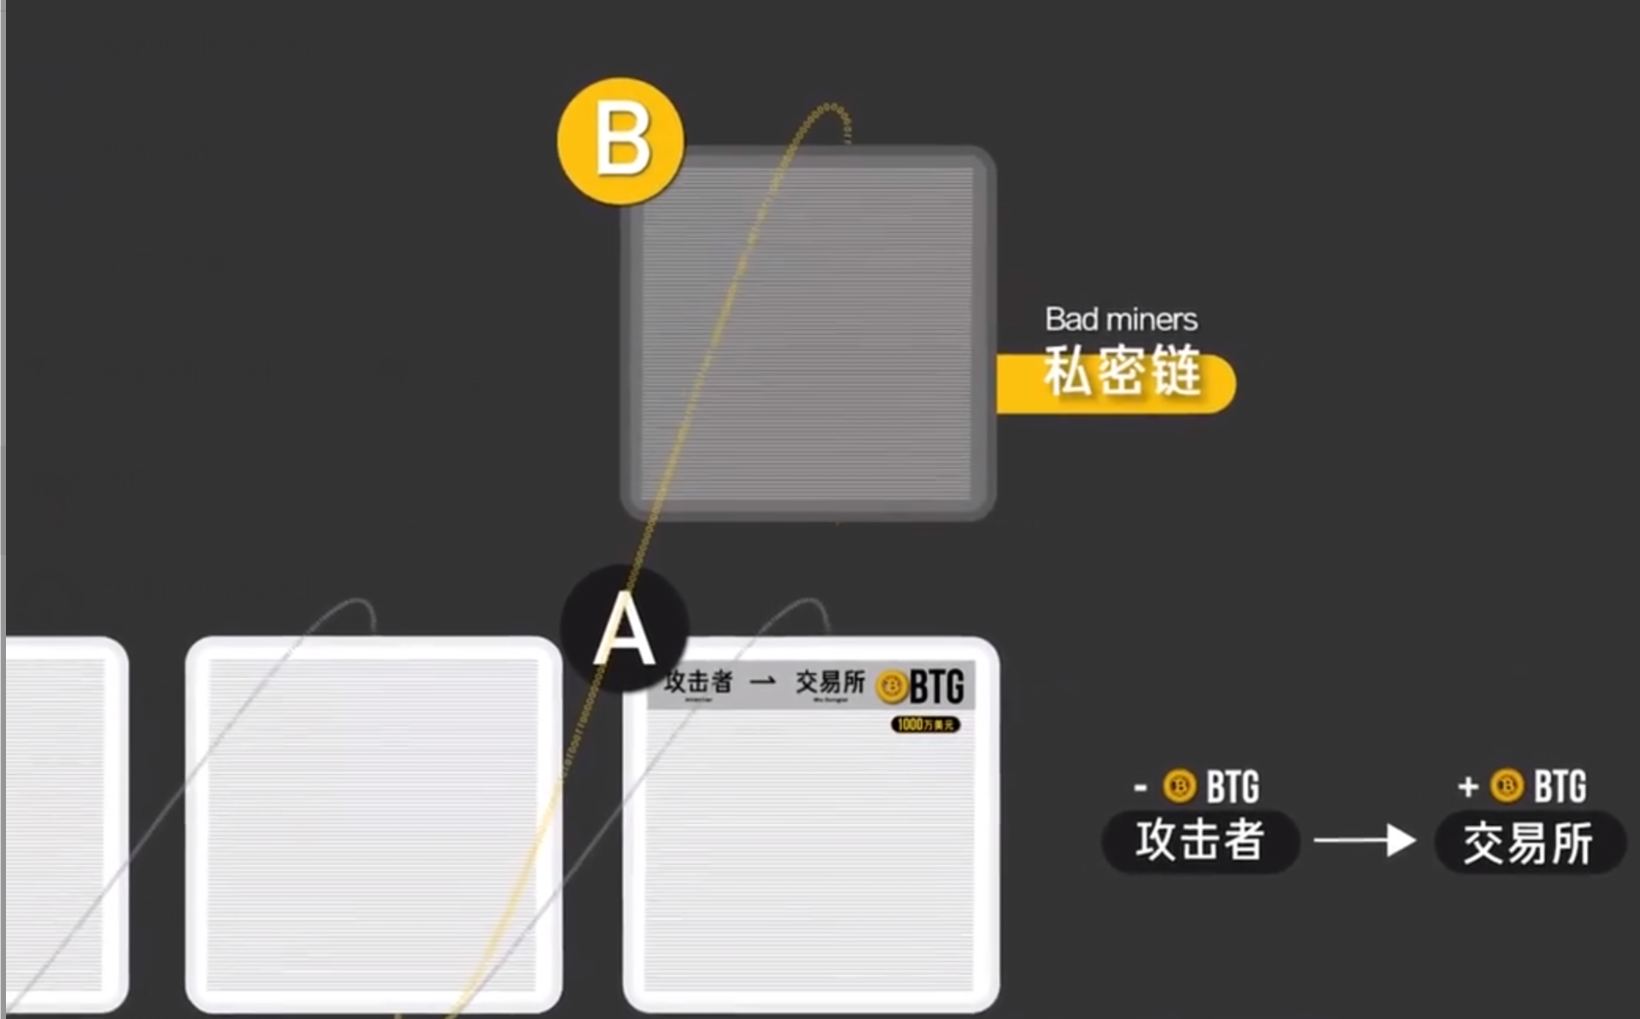 B
Bad miners
私密链
A
攻击者 → 交易所 BTG
1000万美元
- BTG
攻击者
+ BTG
交易所